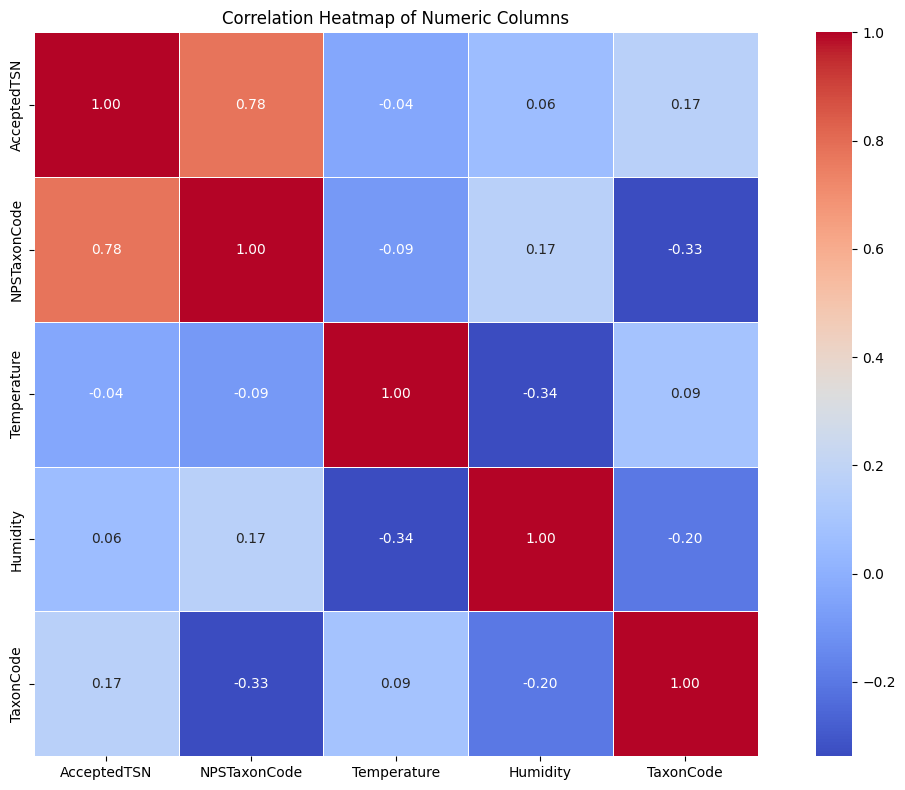 Correlation Heatmap of Numeric Columns
AcceptedTSN 1.00 0.78 -0.04 0.06 0.17
NPSTaxonCode 0.78 1.00 -0.09 0.17 -0.33
Temperature -0.04 -0.09 1.00 -0.34 0.09
Humidity 0.06 0.17 -0.34 1.00 -0.20
TaxonCode 0.17 -0.33 0.09 -0.20 1.00
AcceptedTSN NPSTaxonCode Temperature Humidity TaxonCode
1.0
0.8
0.6
0.4
0.2
0.0
−0.2